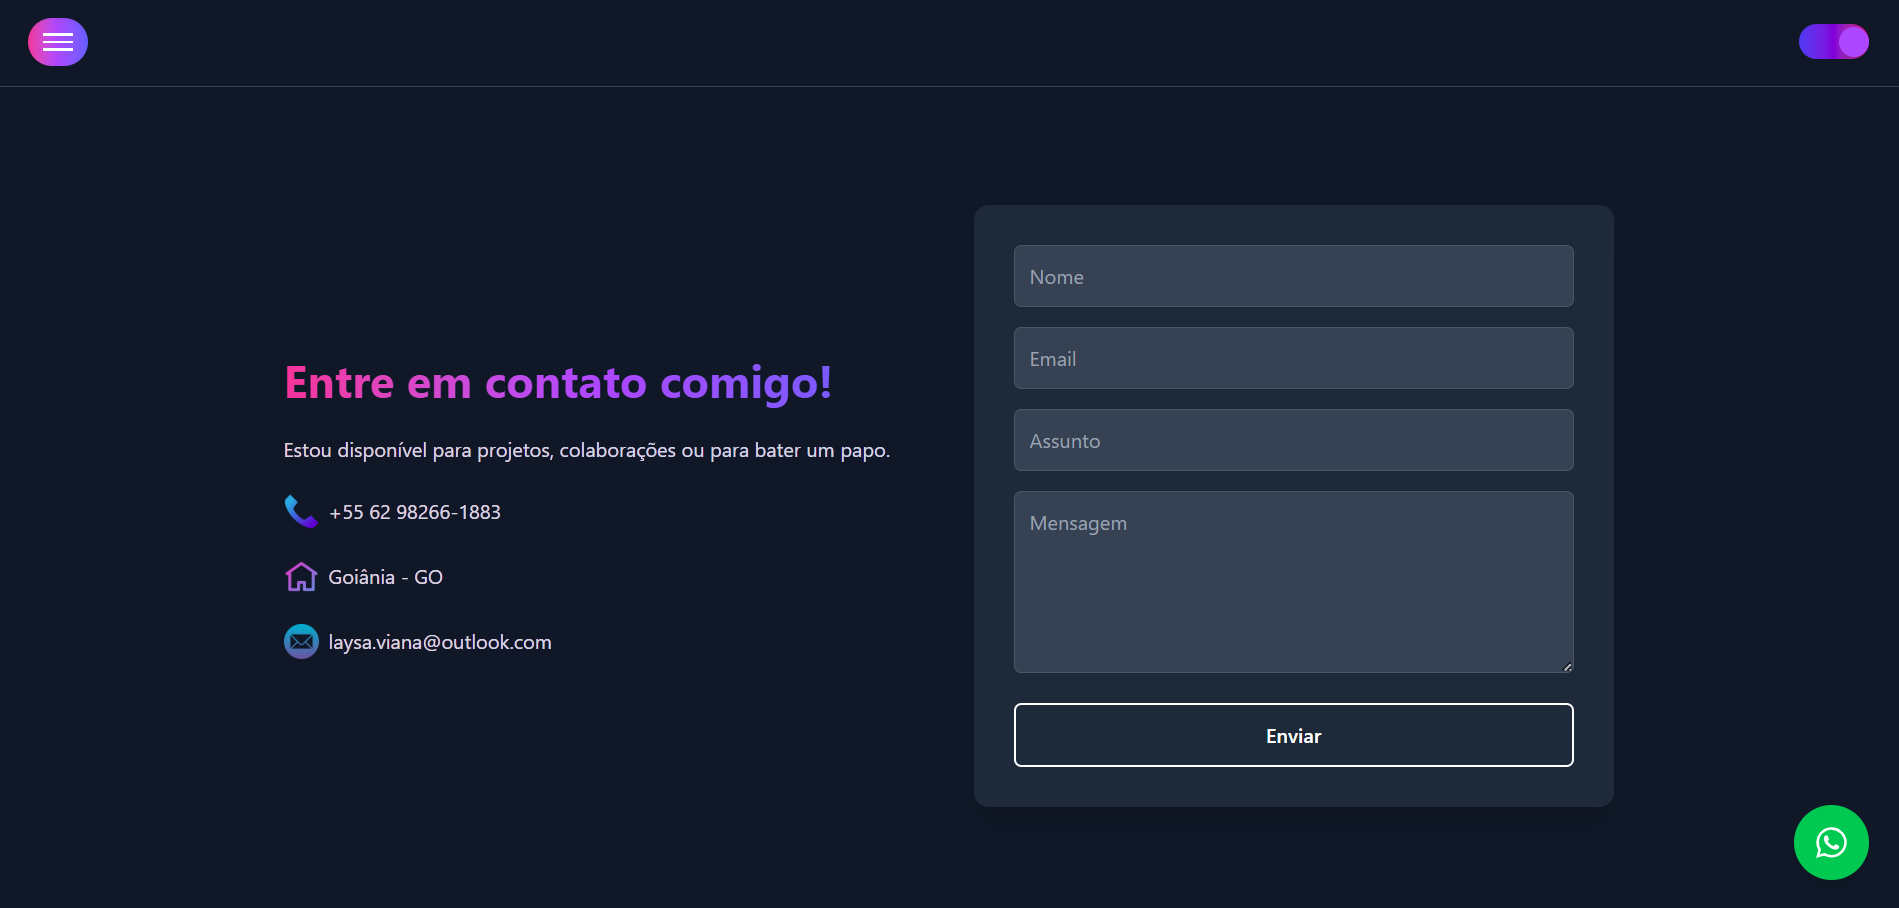 Entre em contato comigo!
Estou disponível para projetos, colaborações ou para bater um papo.
+55 62 98266-1883
Goiânia - GO
laysa.viana@outlook.com
Nome
Email
Assunto
Mensagem
Enviar